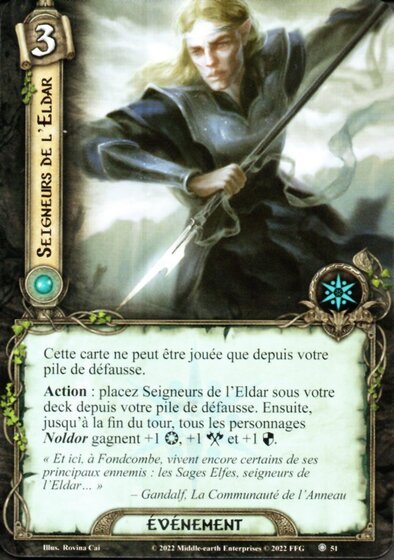 3
SEIGNEURS DE L'ELDAR
Cette carte ne peut être jouée que depuis votre
pile de défausse.
Action : placez Seigneurs de l'Eldar sous votre
deck depuis votre pile de défausse. Ensuite,
jusqu'à la fin du tour, tous les personnages
Noldor gagnent +1 , +1 et +1 .
« Et ici, à Fondcombe, vivent encore certains de ses
principaux ennemis : les Sages Elfes, seigneurs de
l'Eldar… »
– Gandalf, La Communauté de l'Anneau
ÉVÉNEMENT
Illus. Rovina Cai © 2022 Middle-earth Enterprises © 2022 FFG 51